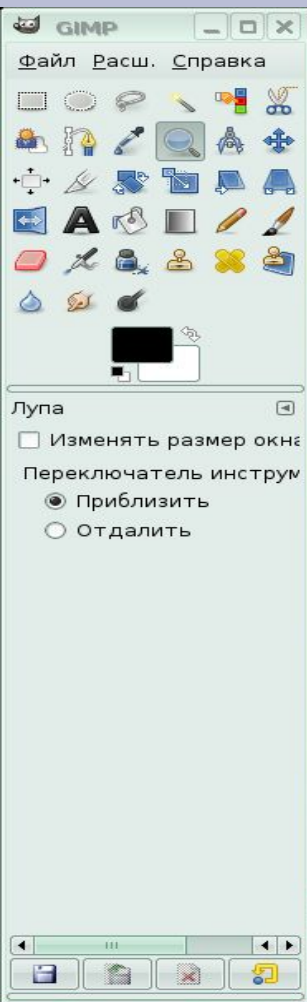 GIMP
Файл Расш. Справка
Лупа
Изменять размер окна
Переключатель инструм
Приблизить
Отдалить